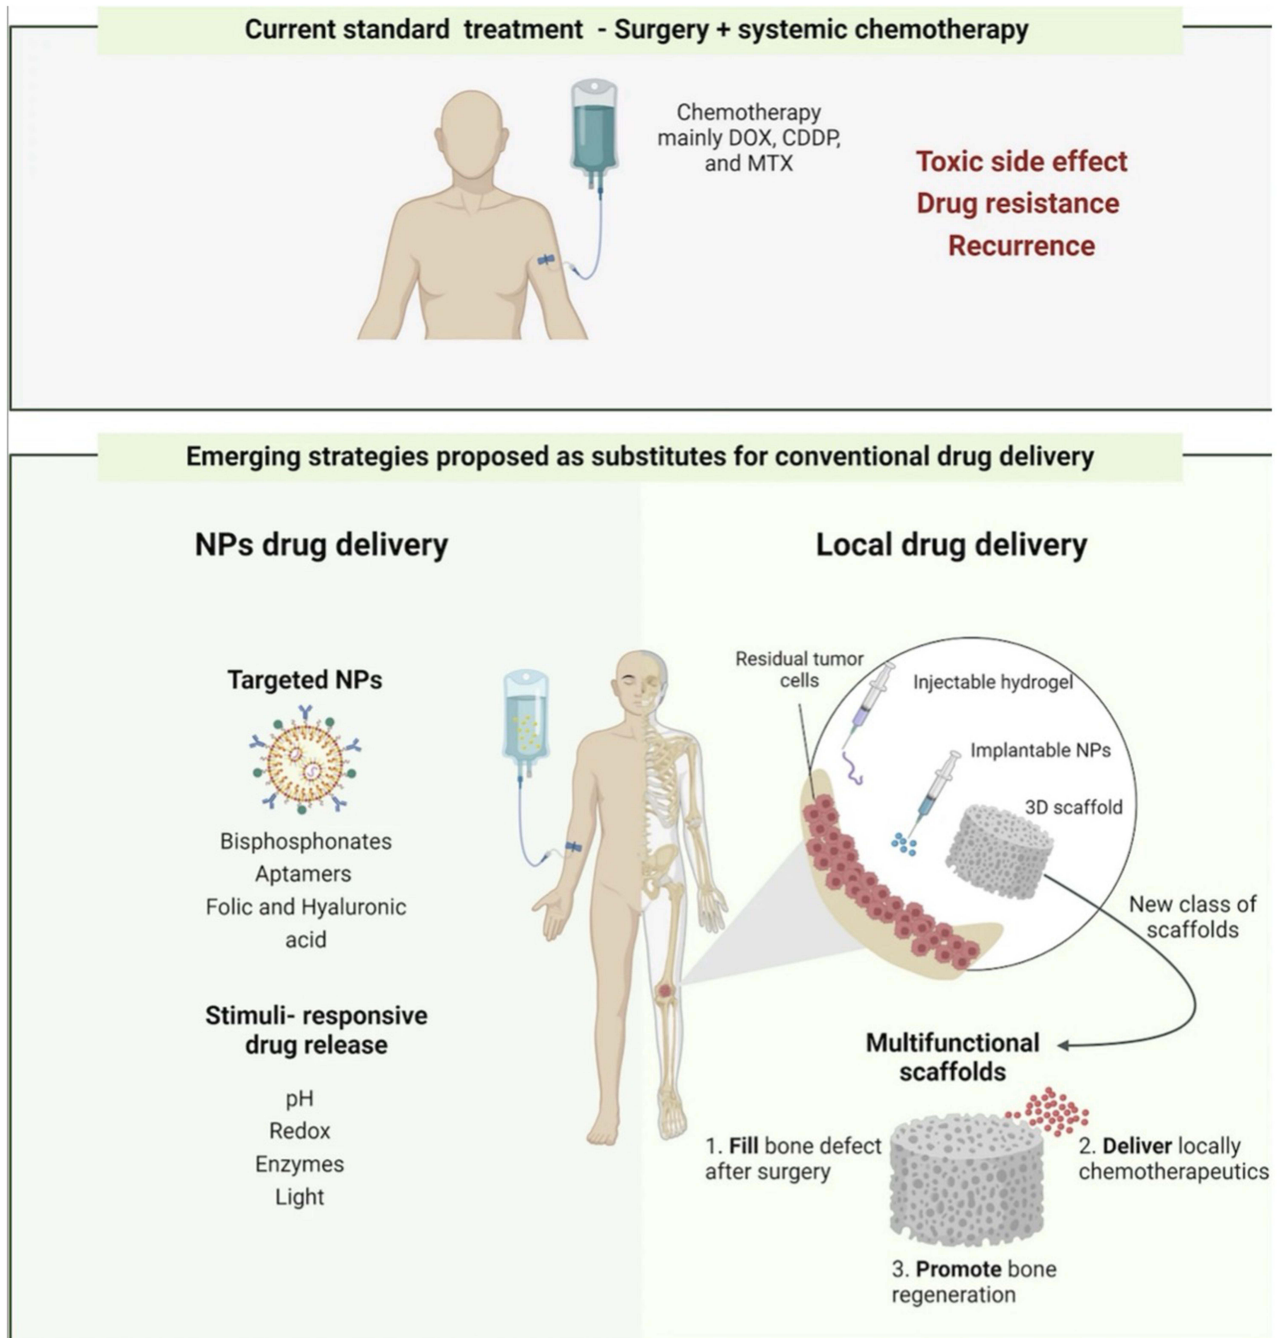 Current standard treatment - Surgery + systemic chemotherapy
Chemotherapy
mainly DOX, CDDP,
and MTX
Toxic side effect
Drug resistance
Recurrence
Emerging strategies proposed as substitutes for conventional drug delivery
NPs drug delivery
Targeted NPs
Bisphosphonates
Aptamers
Folic and Hyaluronic
acid
Stimuli- responsive
drug release
pH
Redox
Enzymes
Light
Local drug delivery
Residual tumor
cells
Injectable hydrogel
Implantable NPs
3D scaffold
New class of
scaffolds
Multifunctional
scaffolds
1. Fill bone defect
after surgery
2. Deliver locally
chemotherapeutics
3. Promote bone
regeneration